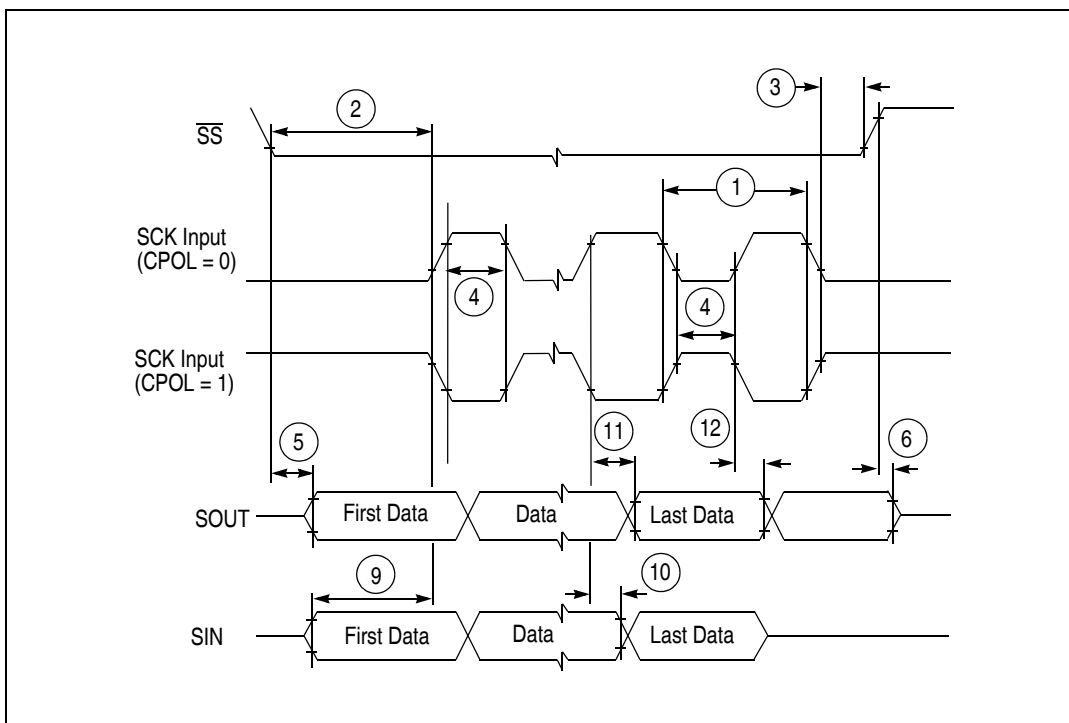 3
2
S̅S̅
1
SCK Input
(CPOL = 0)
4
4
SCK Input
(CPOL = 1)
5
11
12
6
SOUT
First Data
Data
Last Data
9
10
SIN
First Data
Data
Last Data